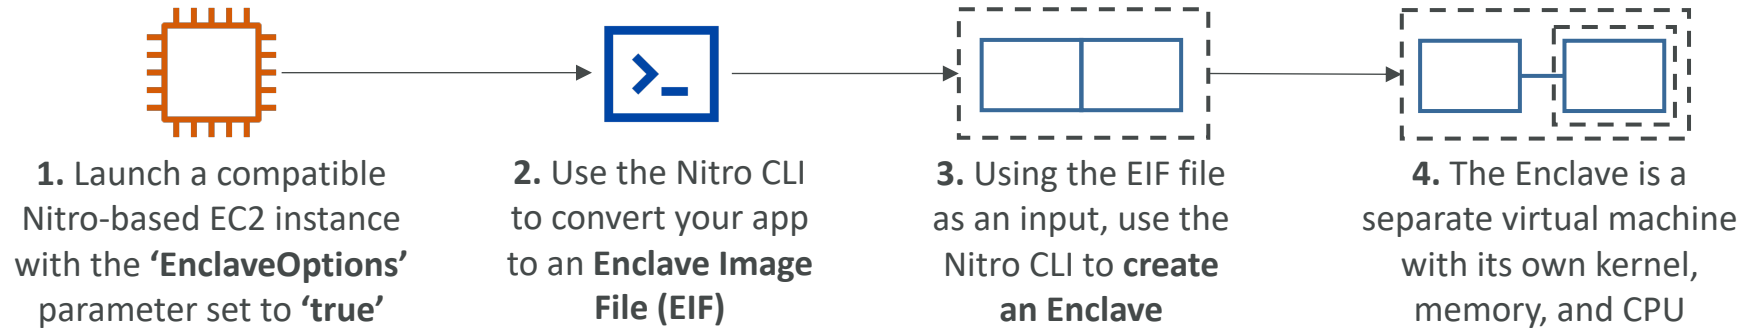 1. Launch a compatible
Nitro-based EC2 instance
with the ‘EnclaveOptions’
parameter set to ‘true’
2. Use the Nitro CLI
to convert your app
to an Enclave Image
File (EIF)
3. Using the EIF file
as an input, use the
Nitro CLI to create
an Enclave
4. The Enclave is a
separate virtual machine
with its own kernel,
memory, and CPU